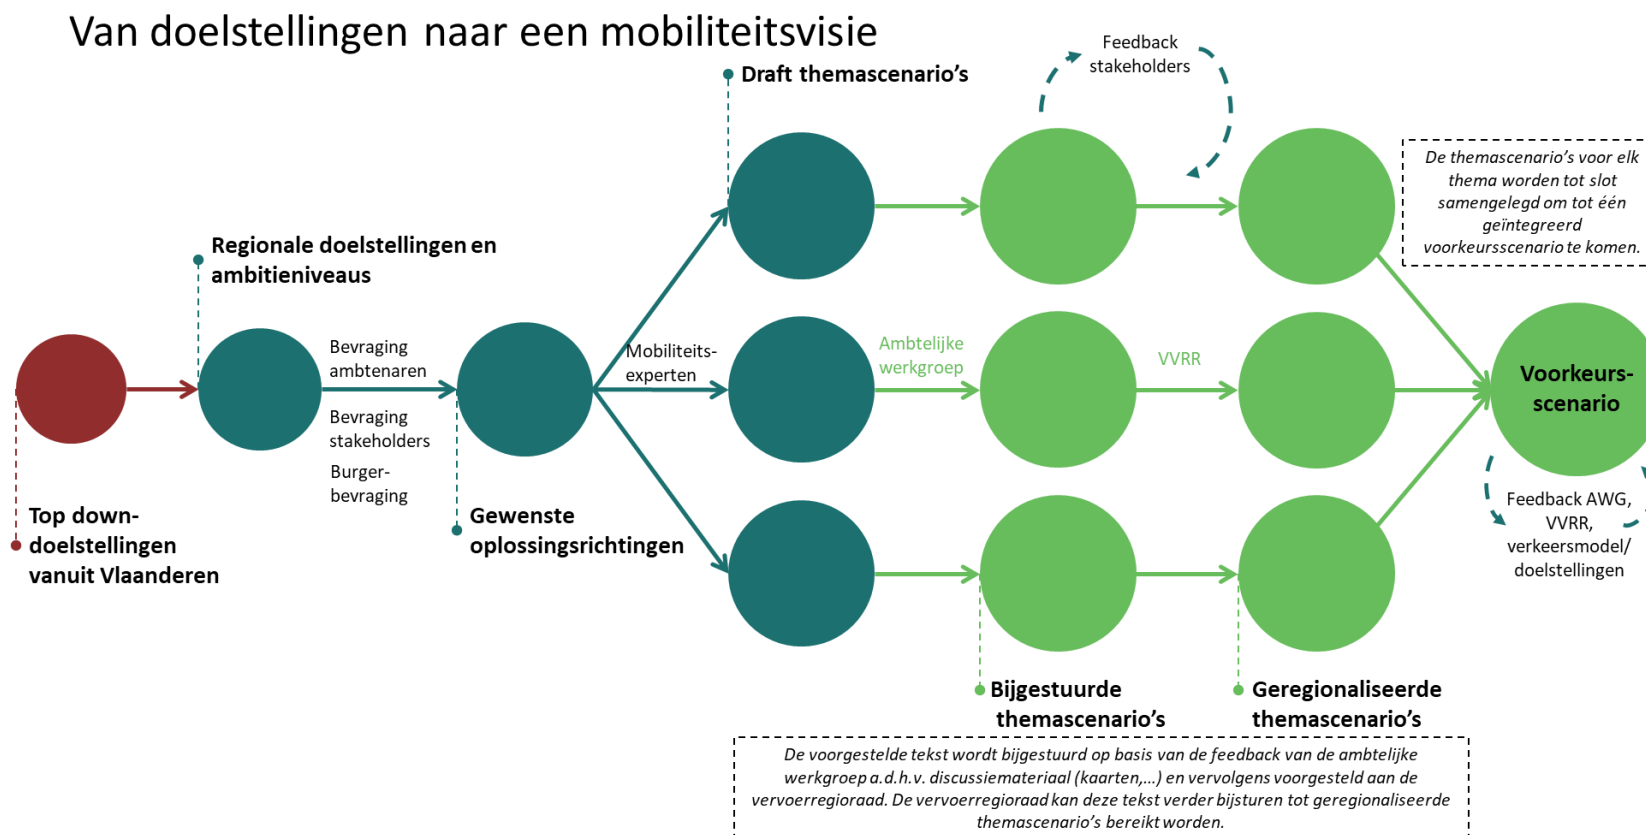 Van doelstellingen naar een mobiliteitsvisie
Feedback
stakeholders
Draft themascenario's
De themascenario's voor elk
thema worden tot slot
samengelegd om tot één
geïntegreerd
voorkeursscenario te komen.
Regionale doelstellingen en
ambitieniveaus
Bevraging
ambtenaren
Bevraging
stakeholders
Burger-
bevraging
Mobiliteits-
experten
Ambtelijke
werkgroep
VVRR
Voorkeurs-
scenario
Top down-
doelstellingen
vanuit Vlaanderen
Gewenste
oplossingsrichtingen
Feedback AWG,
VVRR,
verkeersmodel/
doelstellingen
Bijgestuurde
themascenario's
Geregionaliseerde
themascenario's
De voorgestelde tekst wordt bijgestuurd op basis van de feedback van de ambtelijke
werkgroep a.d.h.v. discussiemateriaal (kaarten,...) en vervolgens voorgesteld aan de
vervoerregioraad. De vervoerregioraad kan deze tekst verder bijsturen tot geregionaliseerde
themascenario's bereikt worden.